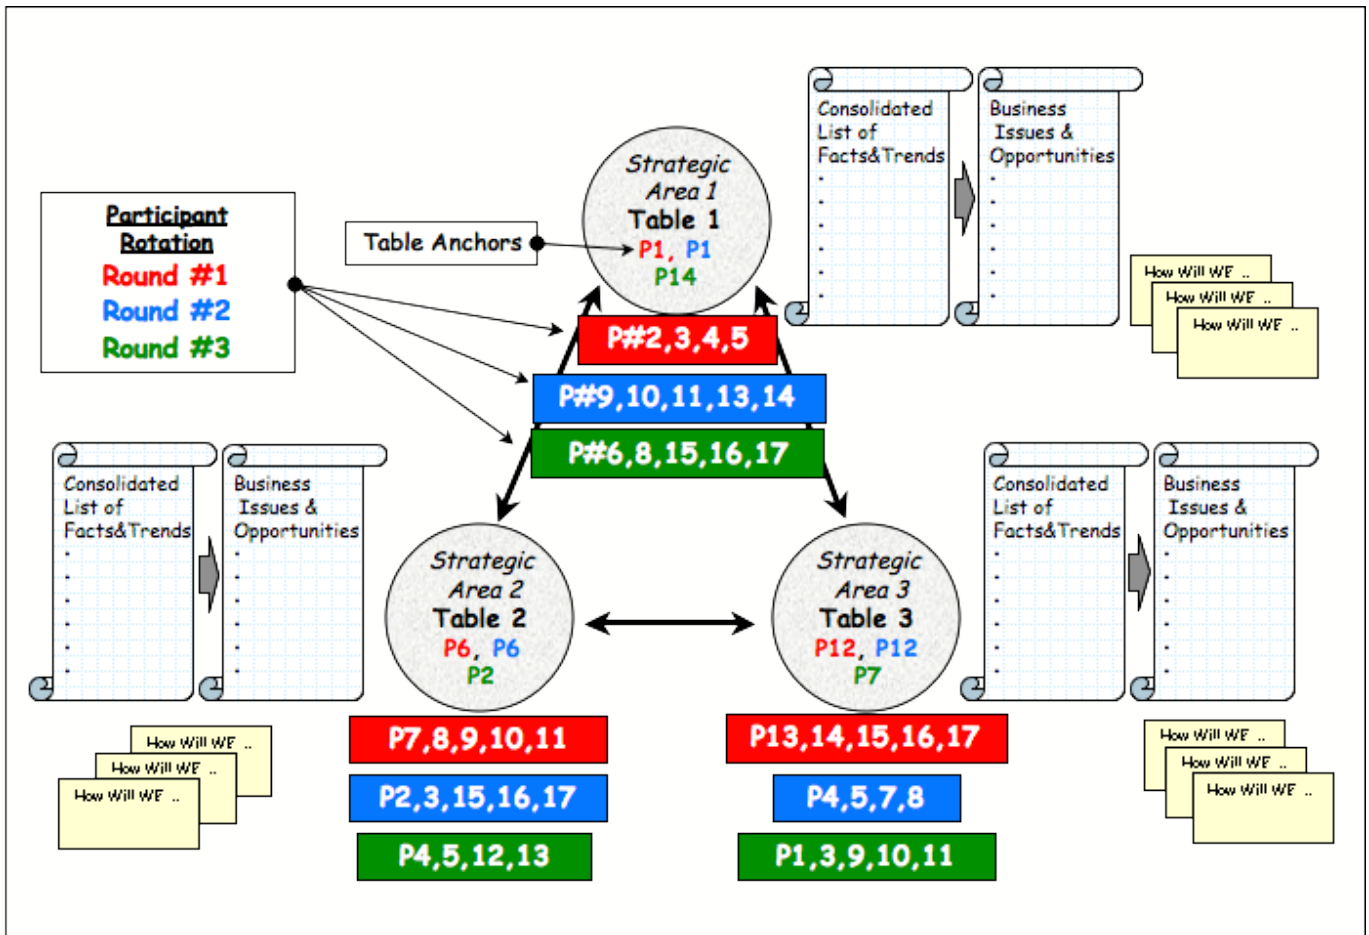 Participant
Rotation
Round #1
Round #2
Round #3
Table Anchors
Strategic
Area 1
Table 1
P1, P1
P14
Consolidated
List of
Facts&Trends
Business
Issues &
Opportunities
How Will WE ..
How Will WE ..
How Will WE ..
P#2,3,4,5
P#9,10,11,13,14
P#6,8,15,16,17
Consolidated
List of
Facts&Trends
Business
Issues &
Opportunities
Strategic
Area 2
Table 2
P6, P6
P2
Strategic
Area 3
Table 3
P12, P12
P7
Consolidated
List of
Facts&Trends
Business
Issues &
Opportunities
How Will WE ..
How Will WE ..
How Will WE ..
P7,8,9,10,11
P2,3,15,16,17
P4,5,12,13
P13,14,15,16,17
P4,5,7,8
P1,3,9,10,11
How Will WE ..
How Will WE ..
How Will WE ..